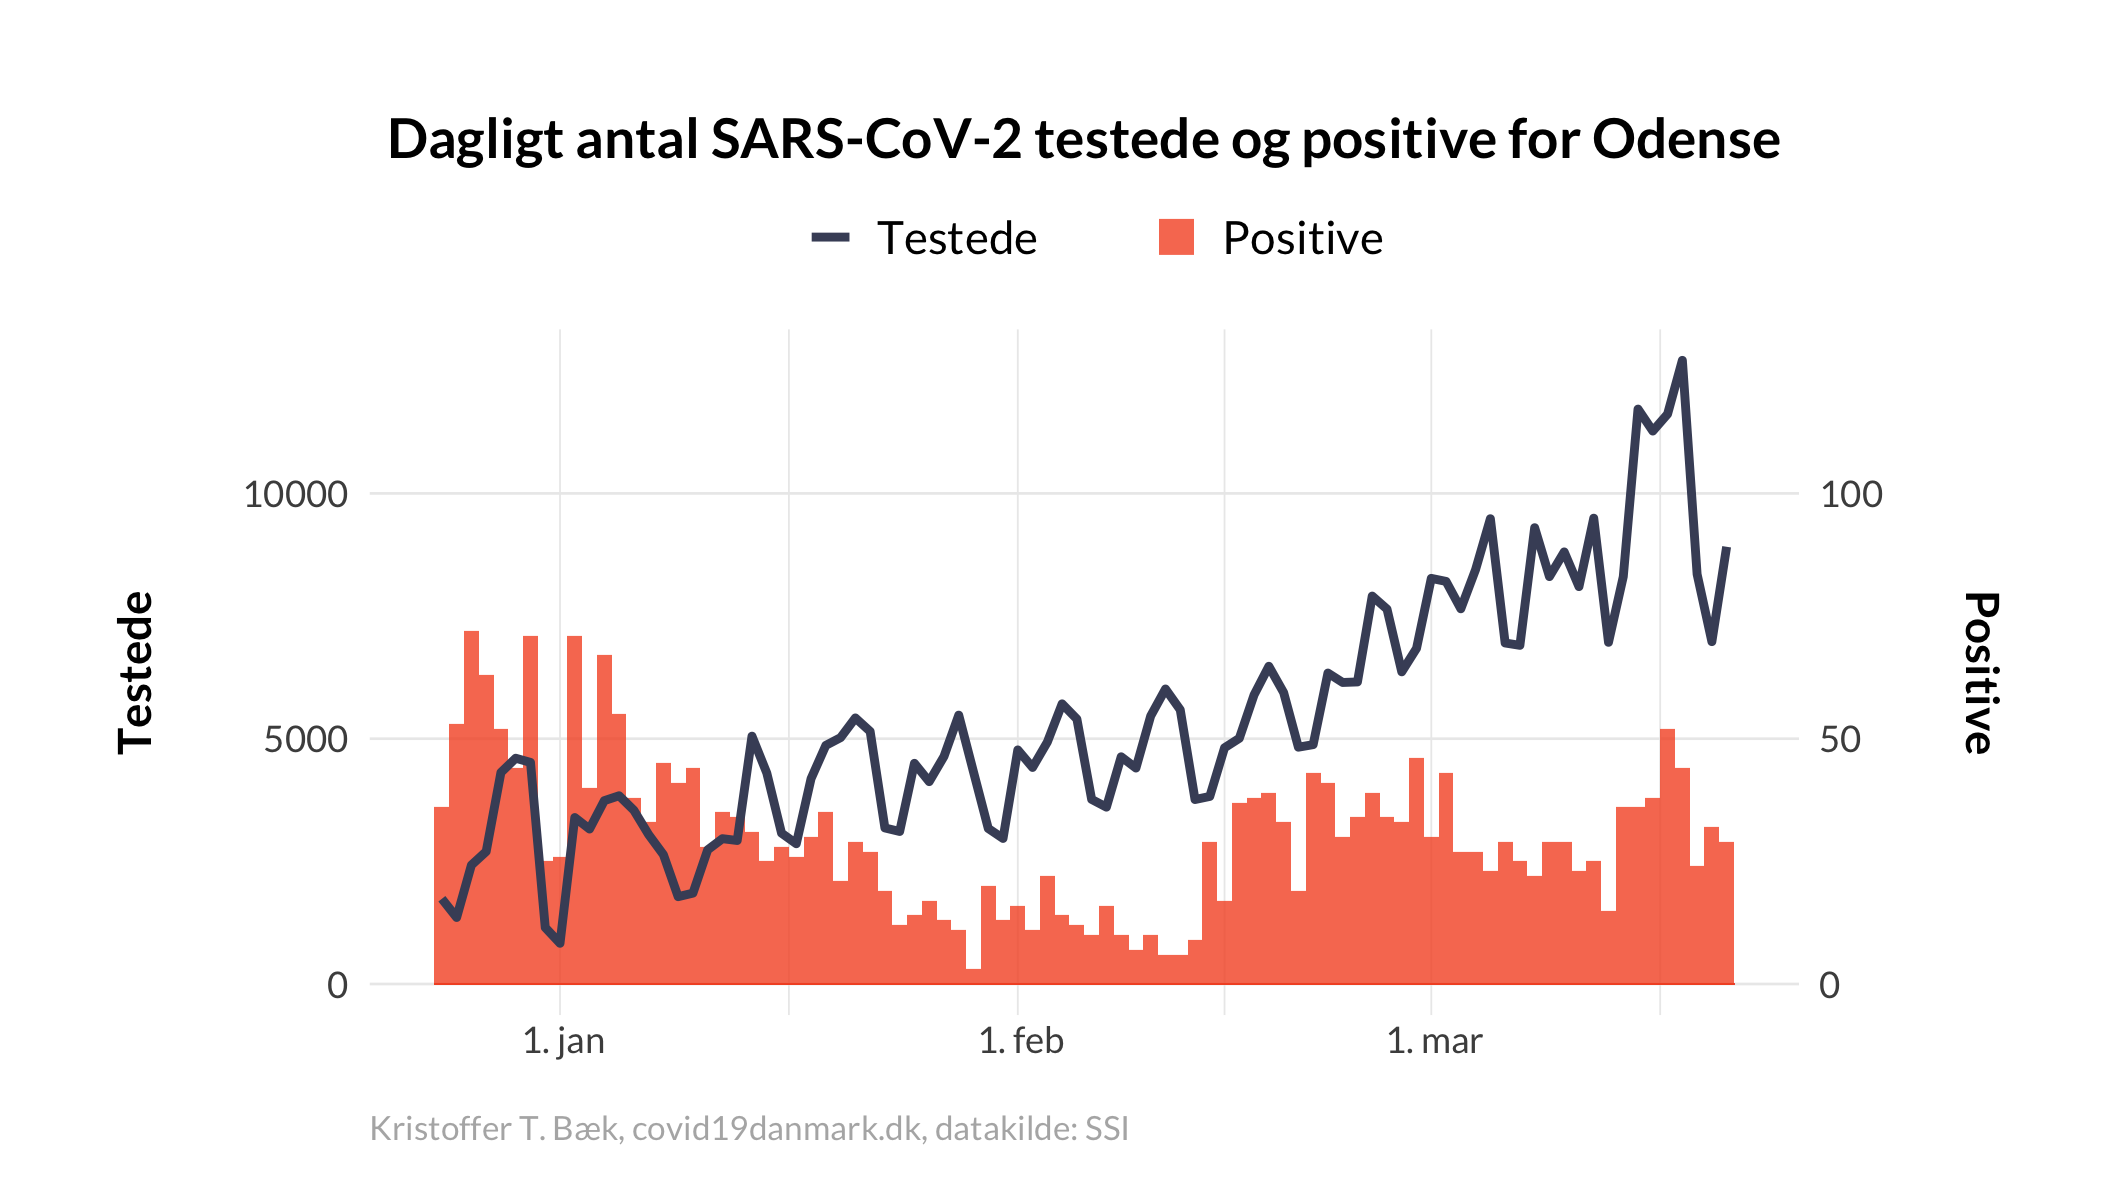 Dagligt antal SARS-CoV-2 testede og positive for Odense
Testede
Positive
10000
5000
0
100
50
0
Testede
Positive
1. jan
1. feb
1. mar
Kristoffer T. Bæk, covid19danmark.dk, datakilde: SSI